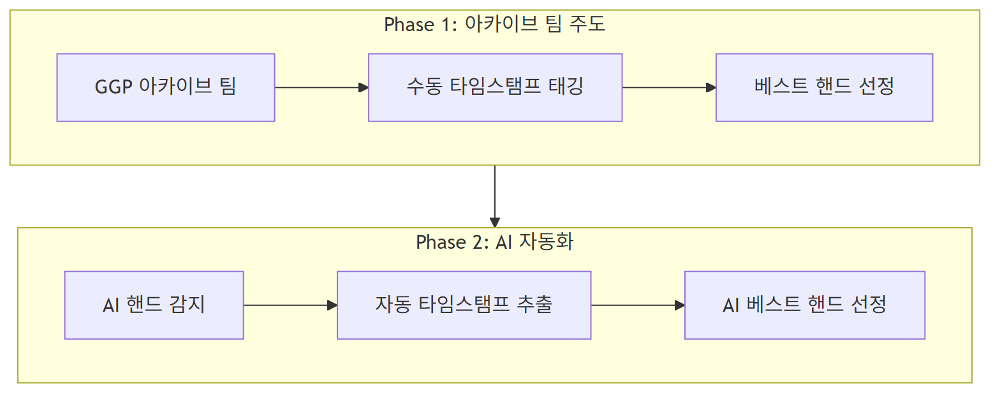 Phase 1: 아카이브 팀 주도
GGP 아카이브 팀
수동 타임스탬프 태깅
베스트 핸드 선정
Phase 2: AI 자동화
AI 핸드 감지
자동 타임스탬프 추출
AI 베스트 핸드 선정